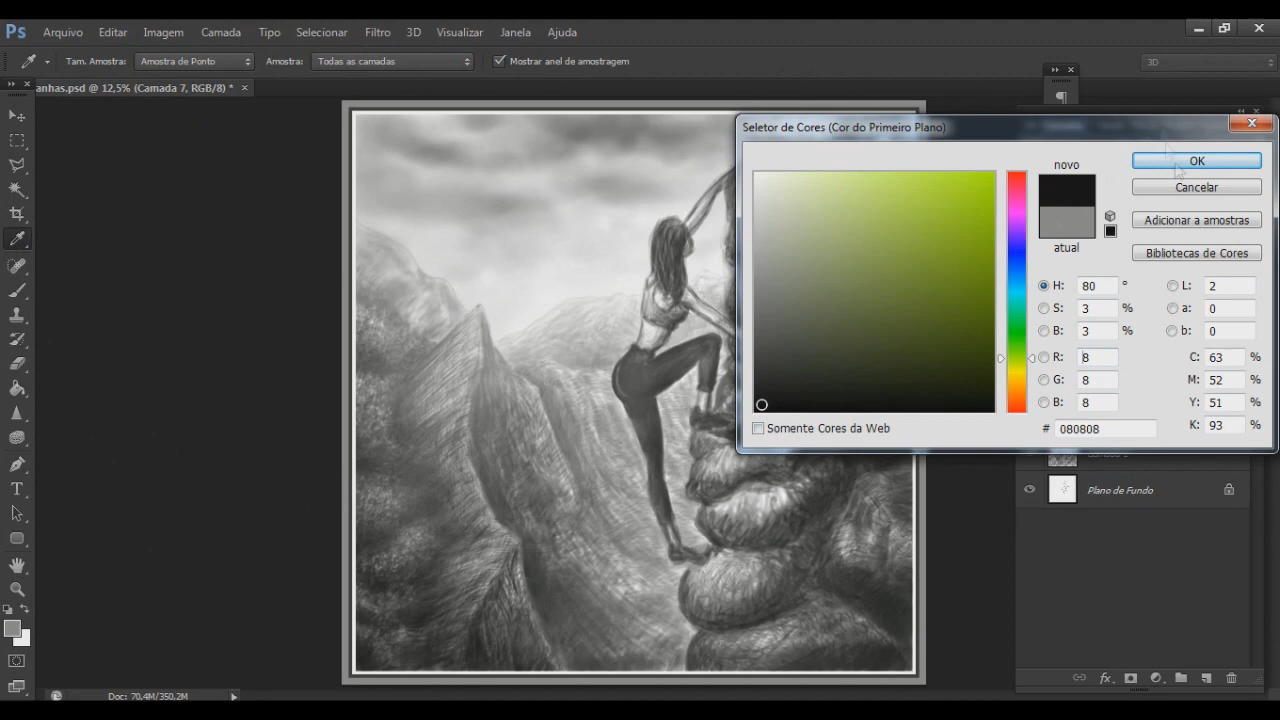 Ps Arquivo Editar Imagem Camada Tipo Selecionar Filtro 3D Visualizar Janela Ajuda
Tam. Amostra: Amostra de Ponto Amostra: Todas as camadas Mostrar anel de amostragem 3D
anhas.psd @ 12,5% (Camada 7, RGB/8) *
Seletor de Cores (Cor do Primeiro Plano)
novo
atual
OK
Cancelar
Adicionar a amostras
Bibliotecas de Cores
H: 80 ° L: 2
S: 3 % a: 0
B: 3 % b: 0
R: 8 C: 63 %
G: 8 M: 52 %
B: 8 Y: 51 %
# 080808 K: 93 %
Somente Cores da Web
Plano de Fundo
Doc: 70,4M/350,2M